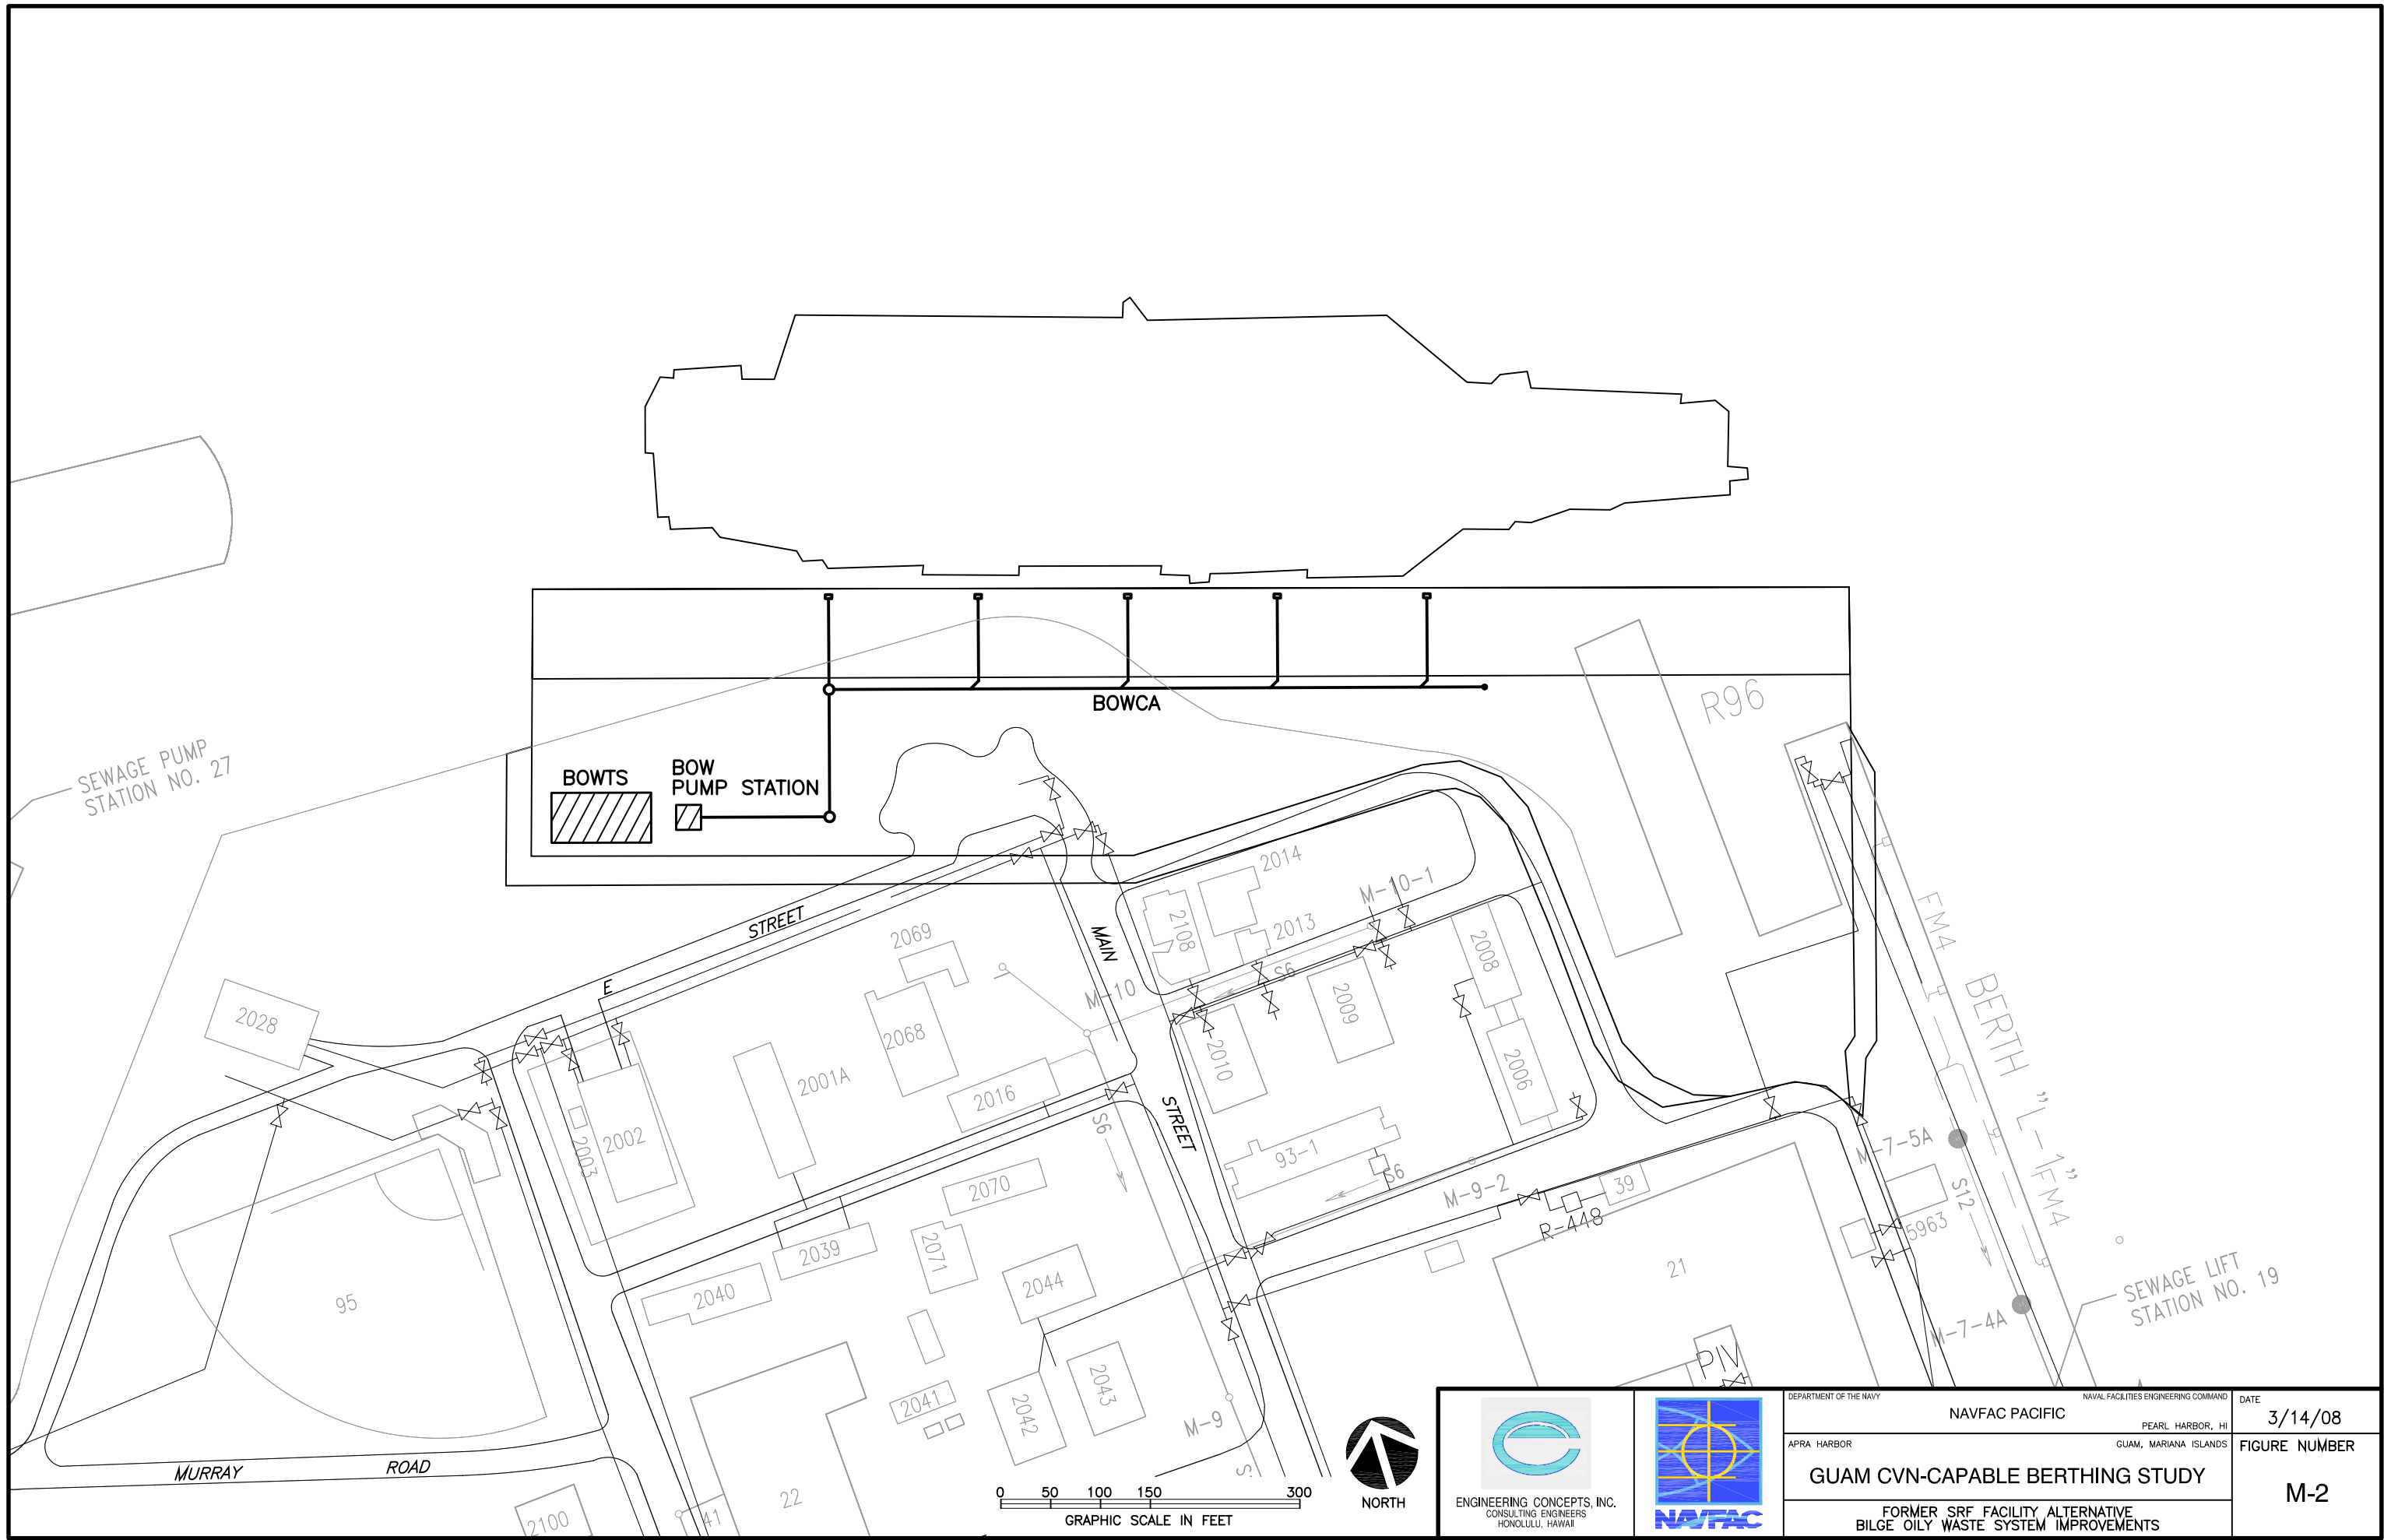 SEWAGE PUMP
STATION NO. 27
BOWCA
BOWTS
BOW
PUMP STATION
R96
FM4
BERTH "L-1"
FM4
2014
M-10-1
2013
2108
S6
2008
2009
2010
2006
STREET
E
MAIN
STREET
2069
M-10
2028
2068
2001A
2016
2002
2003
S6
93-1
S6
M-9-2
39
R-448
M-7-5A
S12
5963
SEWAGE LIFT
STATION NO. 19
M-7-4A
21
PIV
2070
2071
2039
2040
2044
2041
2042
2043
M-9
95
22
41
2100
MURRAY ROAD
0 50 100 150 300
GRAPHIC SCALE IN FEET
NORTH
ENGINEERING CONCEPTS, INC.
CONSULTING ENGINEERS
HONOLULU, HAWAII
NAVFAC
DEPARTMENT OF THE NAVY NAVAL FACILITIES ENGINEERING COMMAND
NAVFAC PACIFIC
PEARL HARBOR, HI
APRA HARBOR GUAM, MARIANA ISLANDS
GUAM CVN-CAPABLE BERTHING STUDY
FORMER SRF FACILITY ALTERNATIVE
BILGE OILY WASTE SYSTEM IMPROVEMENTS
DATE
3/14/08
FIGURE NUMBER
M-2